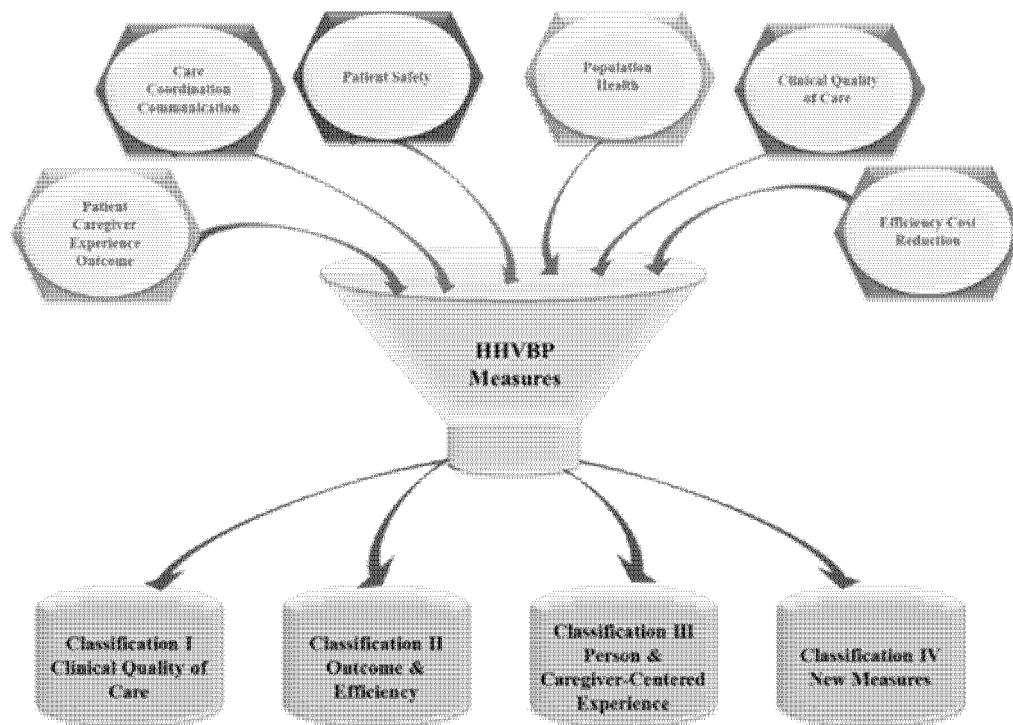 Care
Coordination
Communication
Patient Safety
Population
Health
Clinical Quality
of Care
Patient
Caregiver
Experience
Outcome
Efficiency Cost
Reduction
HHVBP
Measures
Classification I
Clinical Quality of
Care
Classification II
Outcome &
Efficiency
Classification III
Person &
Caregiver-Centered
Experience
Classification IV
New Measures